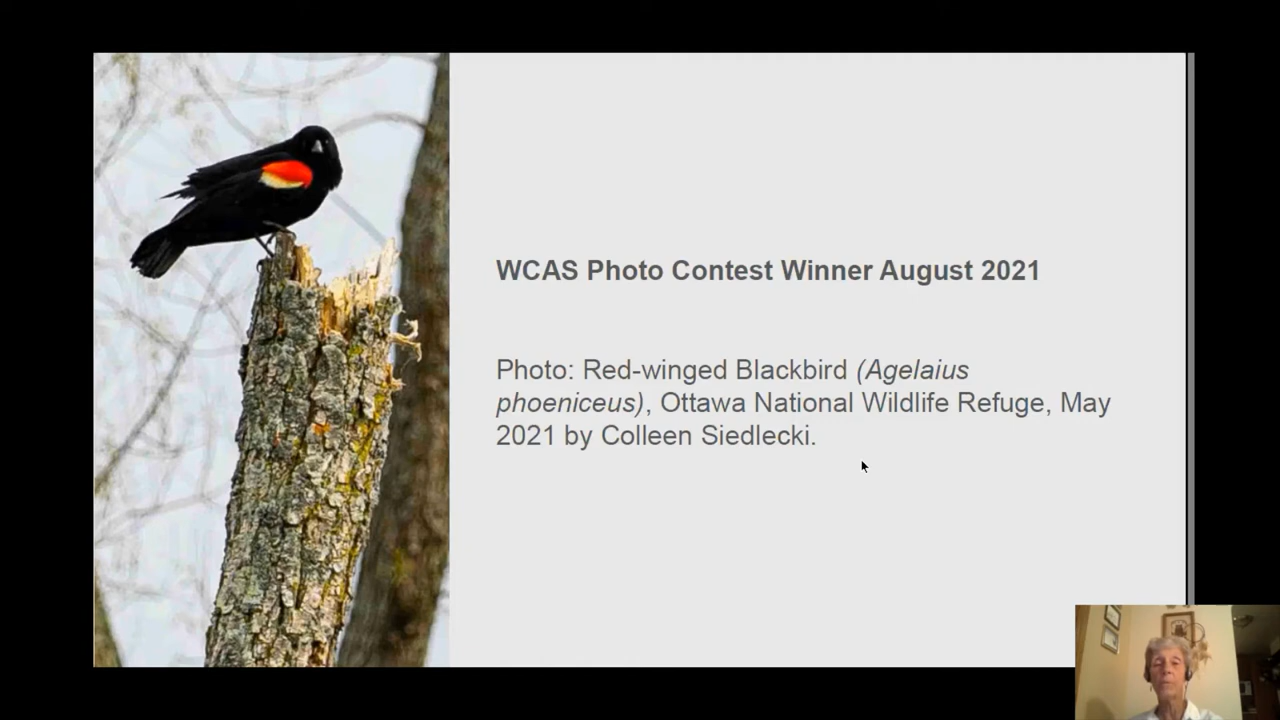 WCAS Photo Contest Winner August 2021
Photo: Red-winged Blackbird (Agelaius
phoeniceus), Ottawa National Wildlife Refuge, May
2021 by Colleen Siedlecki.